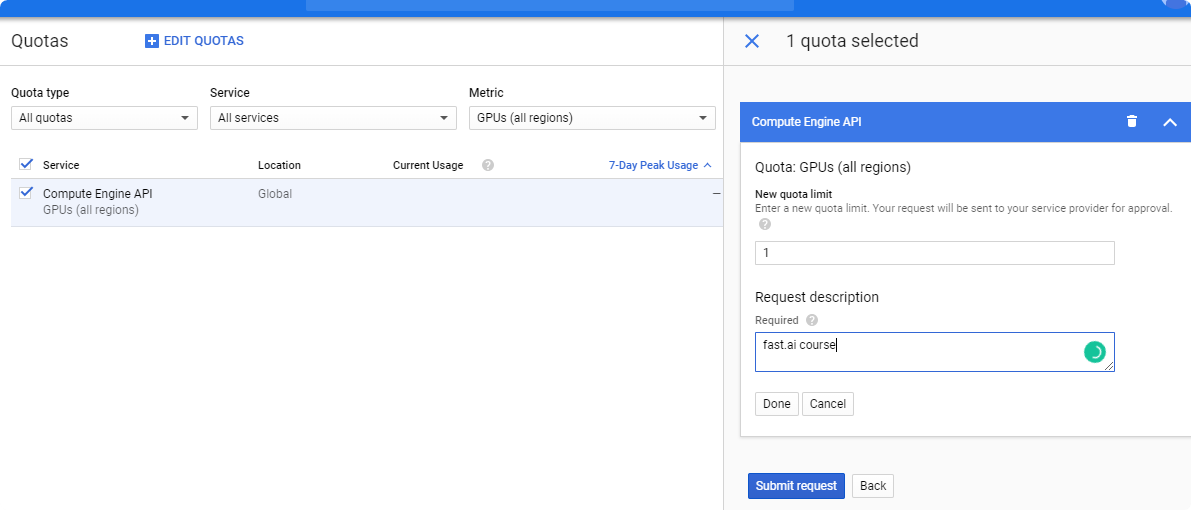 Quotas
EDIT QUOTAS
Quota type
Service
Metric
All quotas
All services
GPUs (all regions)
Service
Location
Current Usage
7-Day Peak Usage
Compute Engine API
Global
GPUs (all regions)
1 quota selected
Compute Engine API
Quota: GPUs (all regions)
New quota limit
Enter a new quota limit. Your request will be sent to your service provider for approval.
1
Request description
Required
fast.ai course
Done
Cancel
Submit request
Back